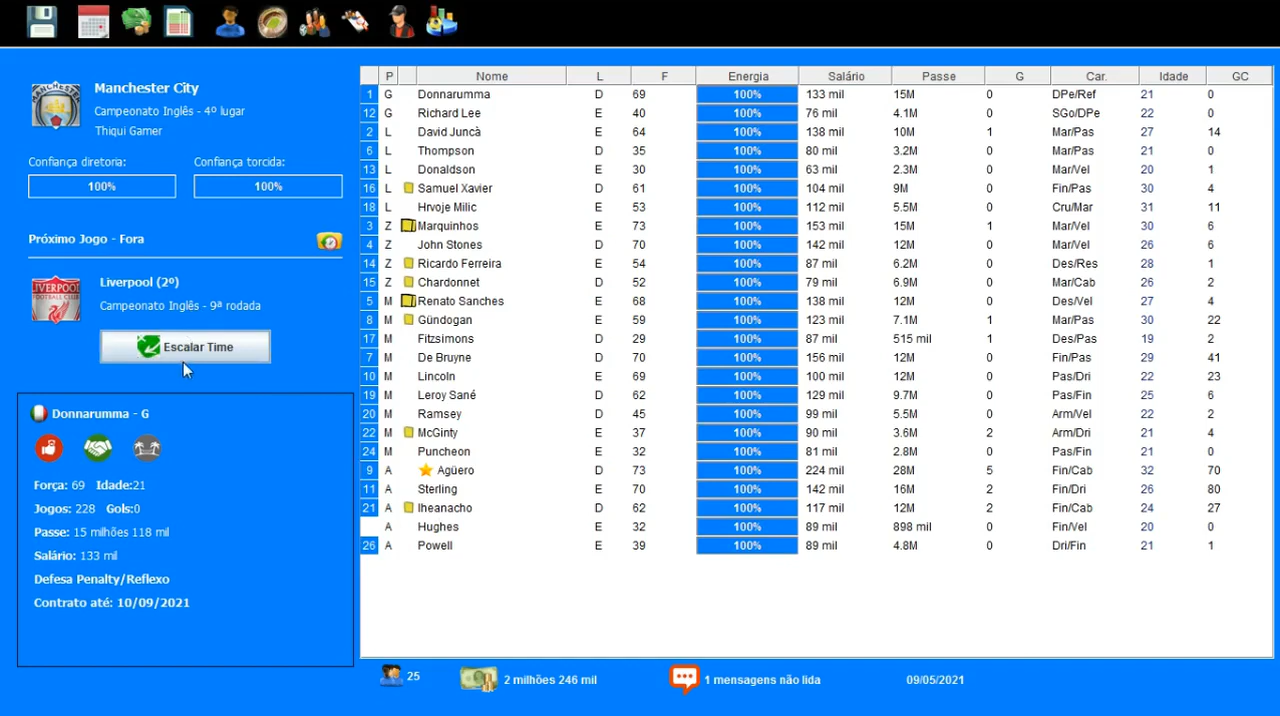 Manchester City
Campeonato Inglês - 4º lugar
Thiqui Gamer
Confiança diretoria: Confiança torcida:
100% 100%
Próximo Jogo - Fora
LIVERPOOL
FOOTBALL CLUB
Liverpool (2º)
Campeonato Inglês - 9ª rodada
Escalar Time
Donnarumma - G
Força: 69 Idade:21
Jogos: 228 Gols:0
Passe: 15 milhões 118 mil
Salário: 133 mil
Defesa Penalty/Reflexo
Contrato até: 10/09/2021
P Nome L F Energia Salário Passe G Car. Idade GC
1 G Donnarumma D 69 100% 133 mil 15M 0 DPe/Ref 21 0
12 G Richard Lee E 40 100% 76 mil 4.1M 0 SGo/DPe 22 0
2 L David Juncà E 64 100% 138 mil 10M 1 Mar/Pas 27 14
6 L Thompson D 35 100% 80 mil 3.2M 0 Mar/Pas 21 0
13 L Donaldson E 30 100% 63 mil 2.3M 0 Mar/Vel 20 1
16 L Samuel Xavier D 61 100% 104 mil 9M 0 Fin/Pas 30 4
18 L Hrvoje Milic E 53 100% 112 mil 5.5M 0 Cru/Mar 31 11
3 Z Marquinhos E 73 100% 153 mil 15M 1 Mar/Vel 30 6
4 Z John Stones D 70 100% 142 mil 12M 0 Mar/Vel 26 6
14 Z Ricardo Ferreira E 54 100% 87 mil 6.2M 0 Des/Res 28 1
15 Z Chardonnet D 52 100% 79 mil 6.9M 0 Mar/Cab 26 2
5 M Renato Sanches E 68 100% 138 mil 12M 0 Des/Vel 27 4
8 M Gündogan E 59 100% 123 mil 7.1M 1 Mar/Pas 30 22
17 M Fitzsimons D 29 100% 87 mil 515 mil 1 Des/Pas 19 2
7 M De Bruyne D 70 100% 156 mil 12M 0 Fin/Pas 29 41
10 M Lincoln E 69 100% 100 mil 12M 0 Pas/Dri 22 23
19 M Leroy Sané D 62 100% 129 mil 9.7M 0 Pas/Fin 25 6
20 M Ramsey D 45 100% 99 mil 5.5M 0 Arm/Vel 22 2
22 M McGinty E 37 100% 90 mil 3.6M 2 Arm/Dri 21 4
24 M Puncheon E 32 100% 81 mil 2.8M 0 Pas/Fin 21 0
9 A Agüero D 73 100% 224 mil 28M 5 Fin/Cab 32 70
11 A Sterling E 70 100% 142 mil 16M 2 Fin/Dri 26 80
21 A Iheanacho D 62 100% 117 mil 12M 2 Fin/Cab 24 27
A Hughes E 32 100% 89 mil 898 mil 0 Fin/Vel 20 0
26 A Powell E 39 100% 89 mil 4.8M 0 Dri/Fin 21 1
25 2 milhões 246 mil 1 mensagens não lida 09/05/2021